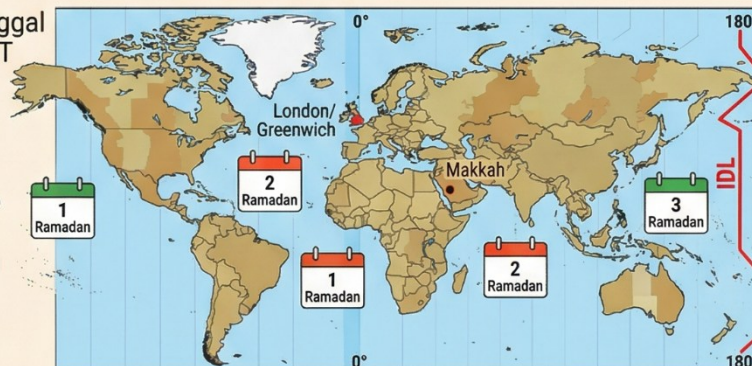 ggal
T
0°
180
London/
Greenwich
Makkah
IDL
1
Ramadan
2
Ramadan
1
Ramadan
2
Ramadan
3
Ramadan
0°
180